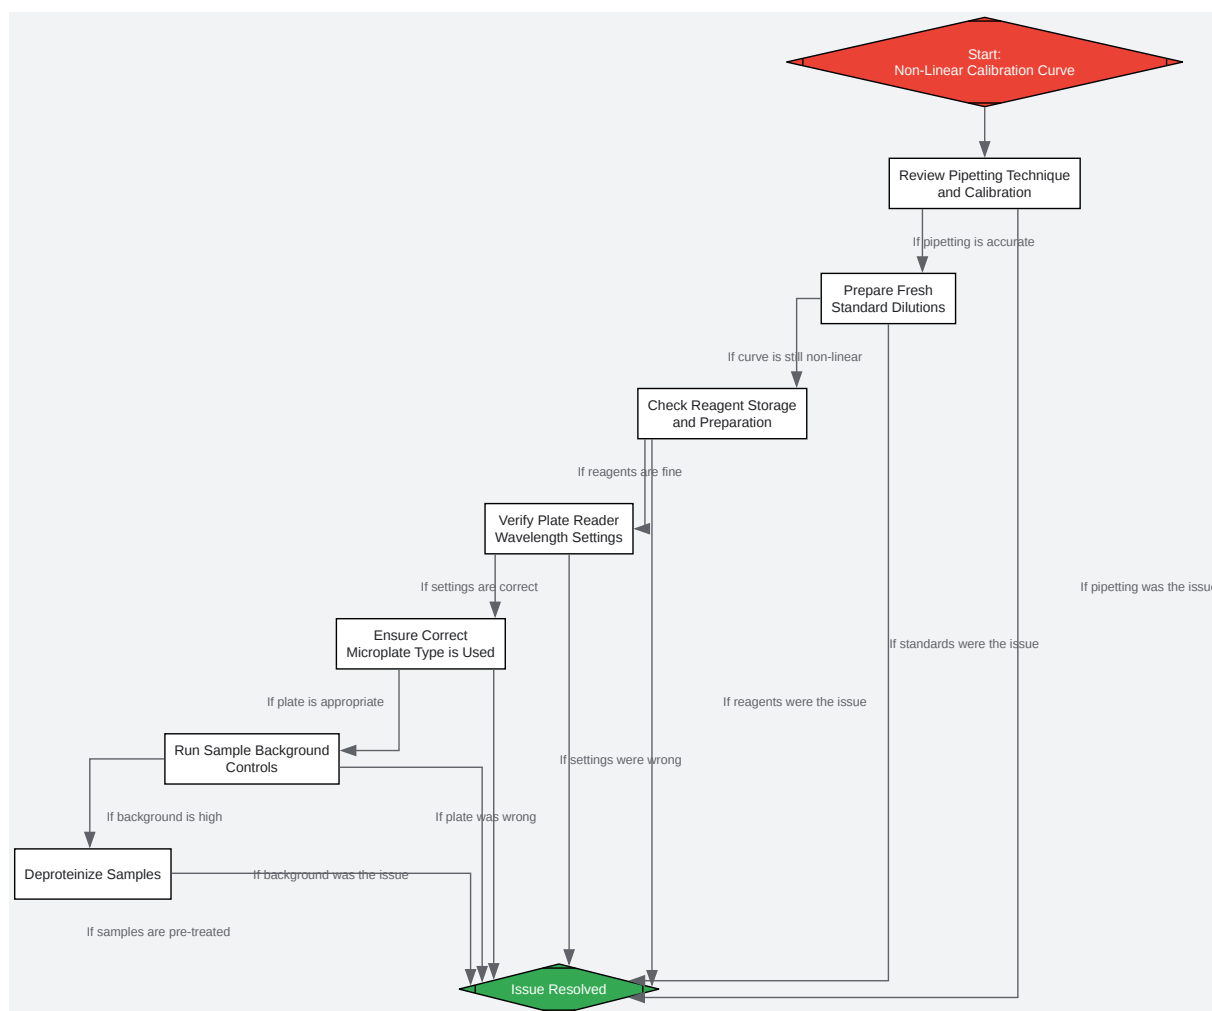 Start:
Non-Linear Calibration Curve
Review Pipetting Technique
and Calibration
If pipetting is accurate
Prepare Fresh
Standard Dilutions
If curve is still non-linear
Check Reagent Storage
and Preparation
If reagents are fine
Verify Plate Reader
Wavelength Settings
If settings are correct
If pipetting was the issue
Ensure Correct
Microplate Type is Used
If standards were the issue
If plate is appropriate
If reagents were the issue
Run Sample Background
Controls
If settings were wrong
If background is high
If plate was wrong
Deproteinize Samples
If background was the issue
If samples are pre-treated
Issue Resolved